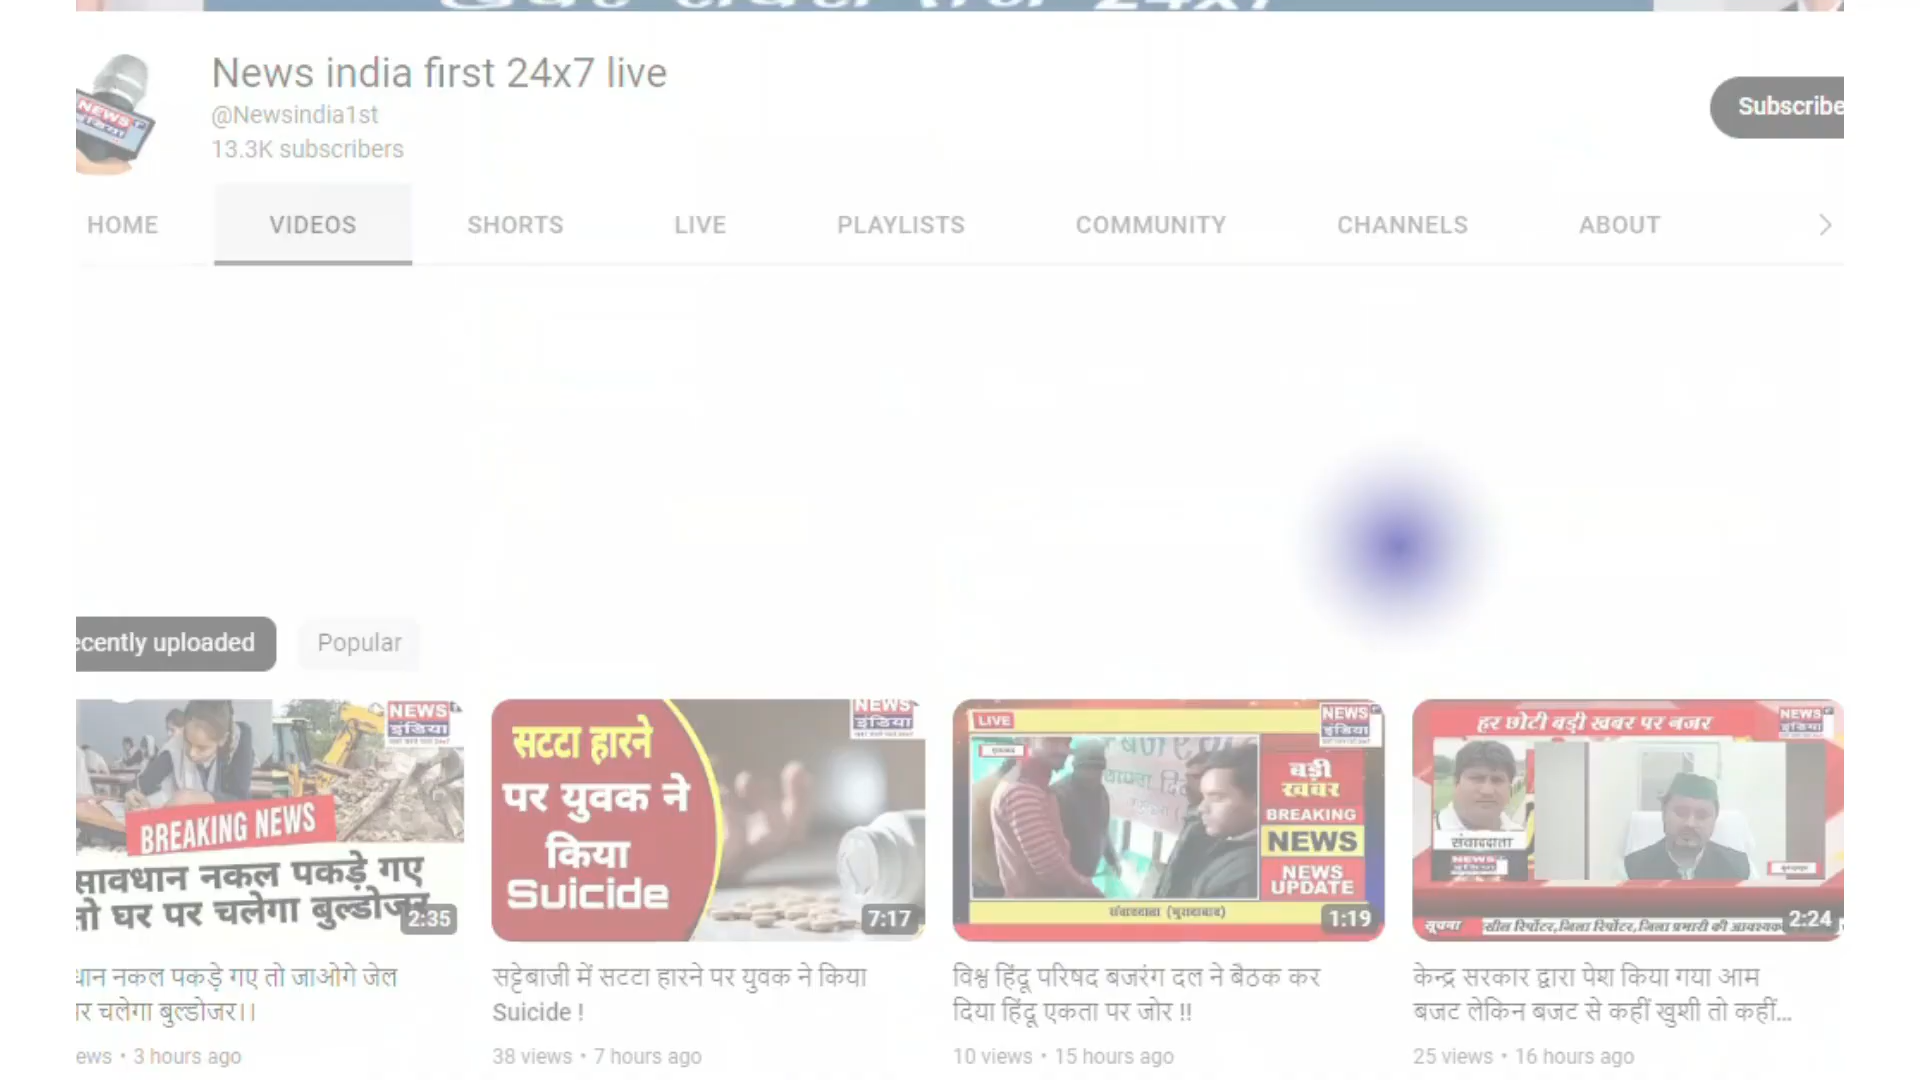 News india first 24x7 live
@Newsindia1st
13.3K subscribers
Subscribe
HOME VIDEOS SHORTS LIVE PLAYLISTS COMMUNITY CHANNELS ABOUT
uploaded Popular
NEWS
इंडिया
BREAKING NEWS
सावधान नकल पकड़े गए
तो घर पर चलेगा बुल्डोजर
2:35
NEWS
इंडिया
सटटा हारने
पर युवक ने
किया
Suicide
7:17
LIVE
NEWS
इंडिया
बड़ी
खबर
BREAKING
NEWS
NEWS
UPDATE
संवाददाता (मुरादाबाद)
1:19
हर छोटी बड़ी खबर पर नजर
NEWS
इंडिया
संवाददाता
NEWS
सूचना
2:24
नकल पकड़े गए तो जाओगे जेल
चलेगा बुल्डोजर।।
3 hours ago
सट्टेबाजी में सटटा हारने पर युवक ने किया
Suicide !
38 views • 7 hours ago
विश्व हिंदू परिषद बजरंग दल ने बैठक कर
दिया हिंदू एकता पर जोर !!
10 views • 15 hours ago
केन्द्र सरकार द्वारा पेश किया गया आम
बजट लेकिन बजट से कहीं खुशी तो कहीं...
25 views • 16 hours ago